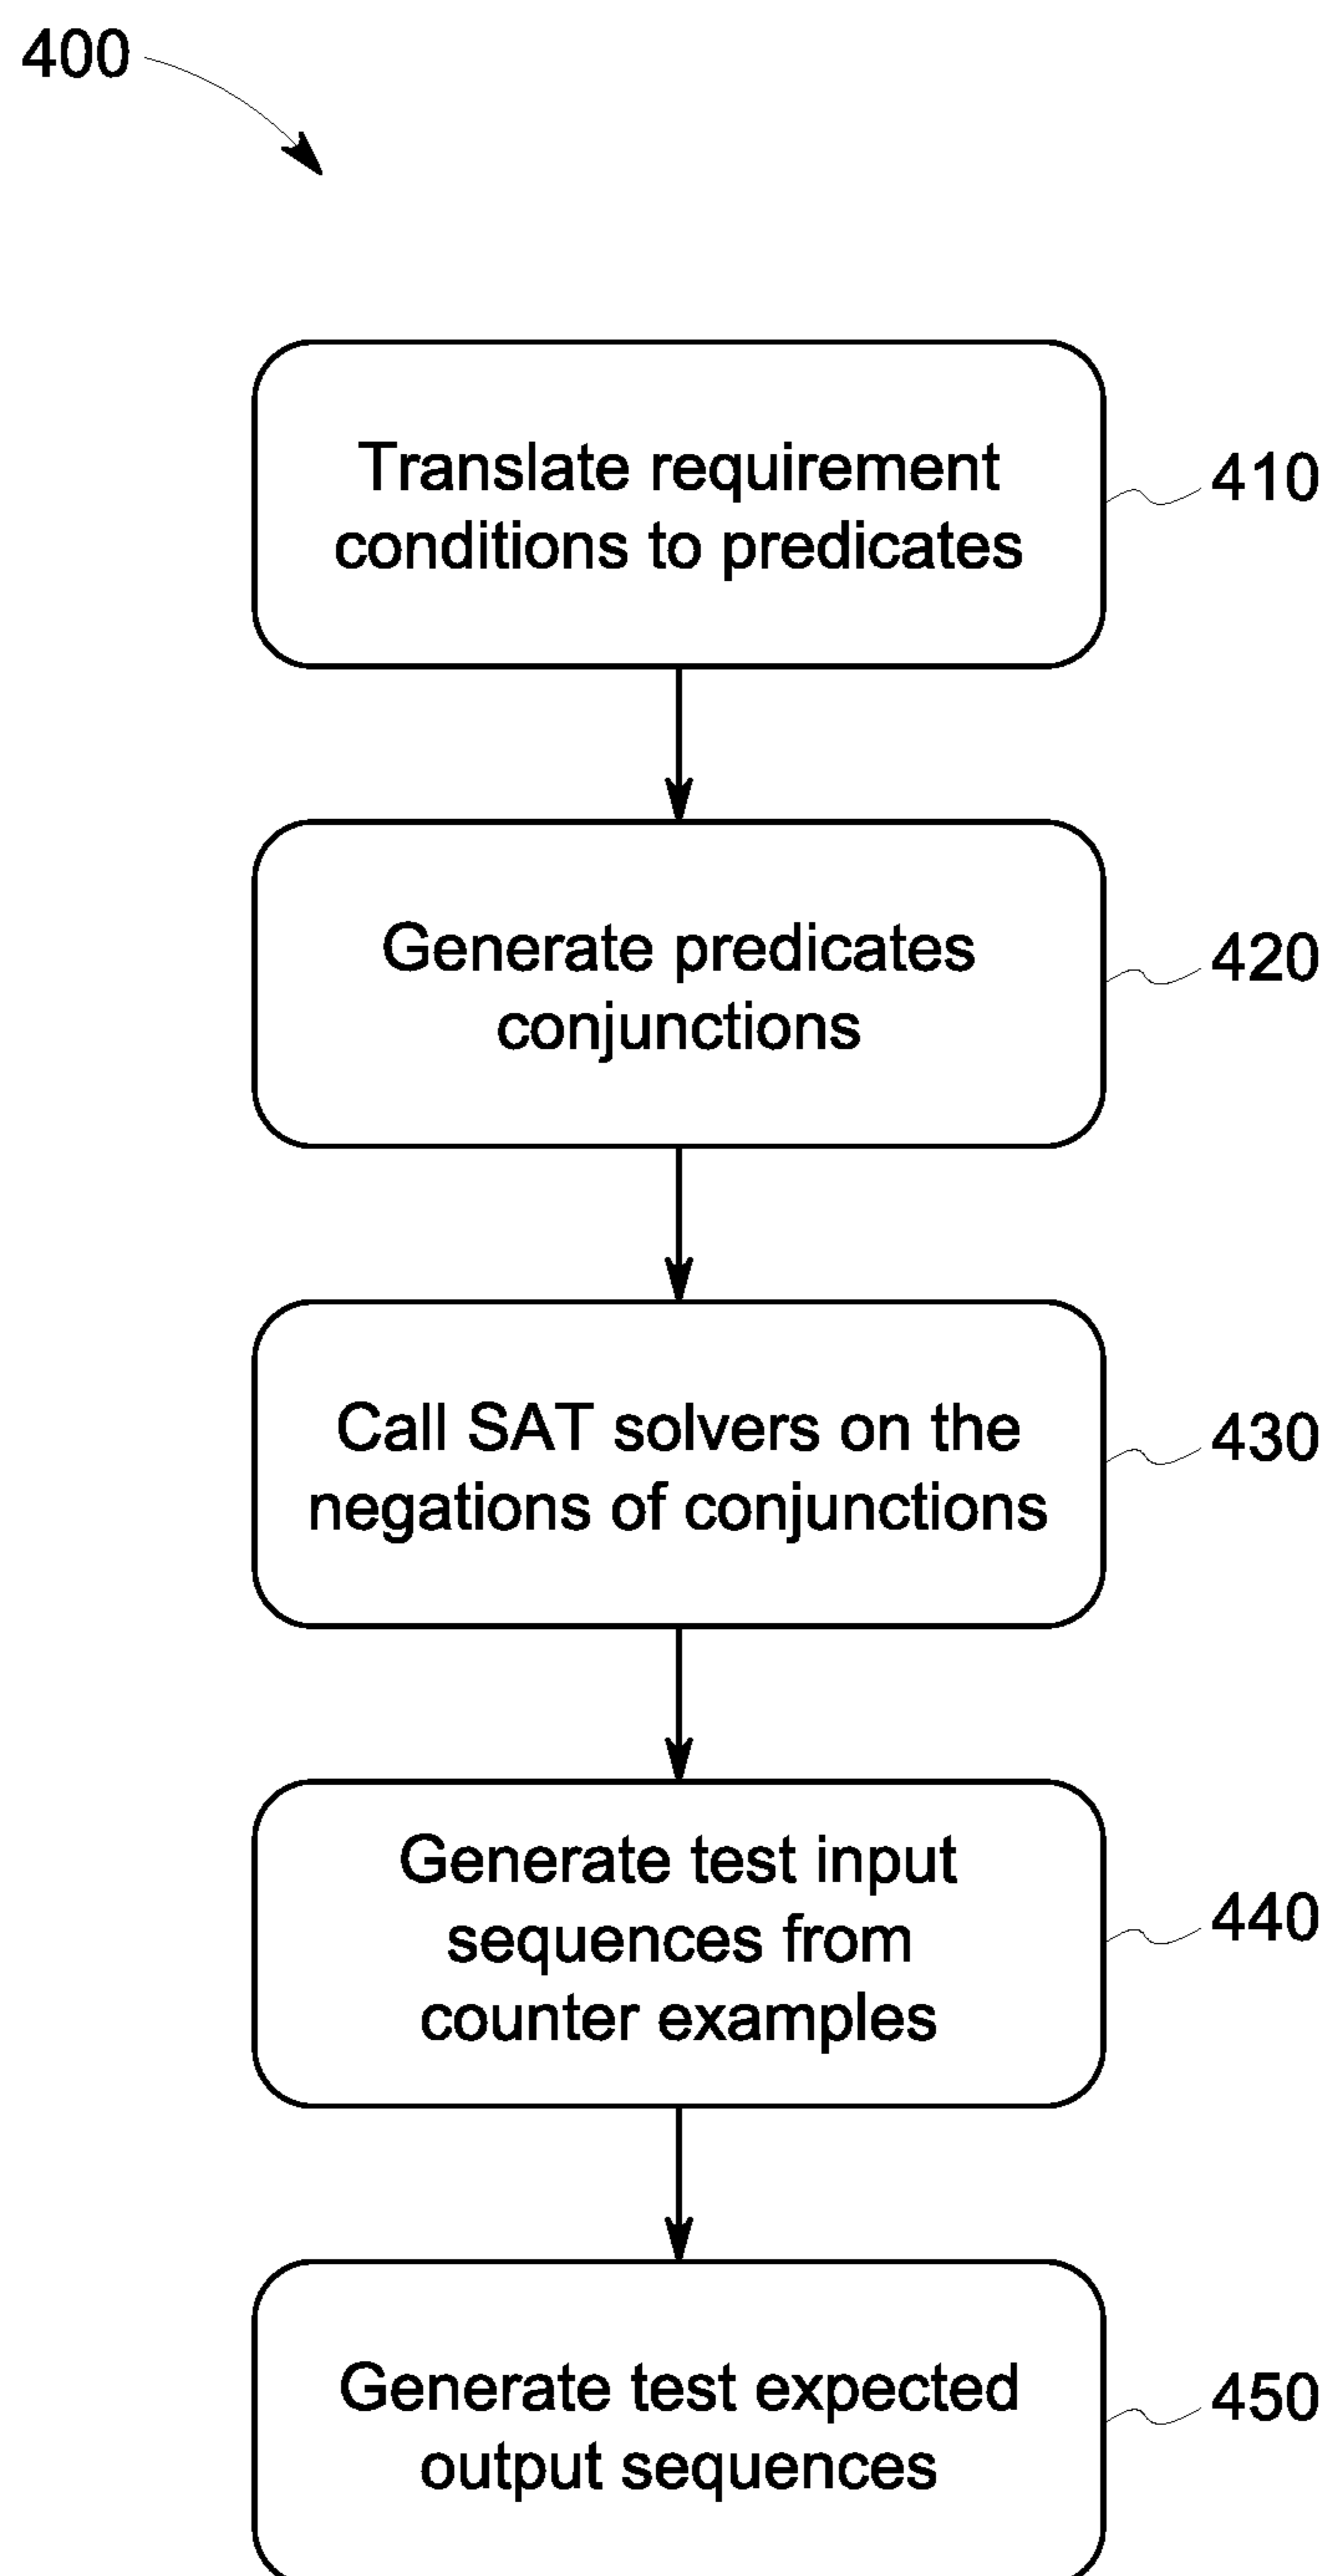 400
Translate requirement
conditions to predicates
410
Generate predicates
conjunctions
420
Call SAT solvers on the
negations of conjunctions
430
Generate test input
sequences from
counter examples
440
Generate test expected
output sequences
450